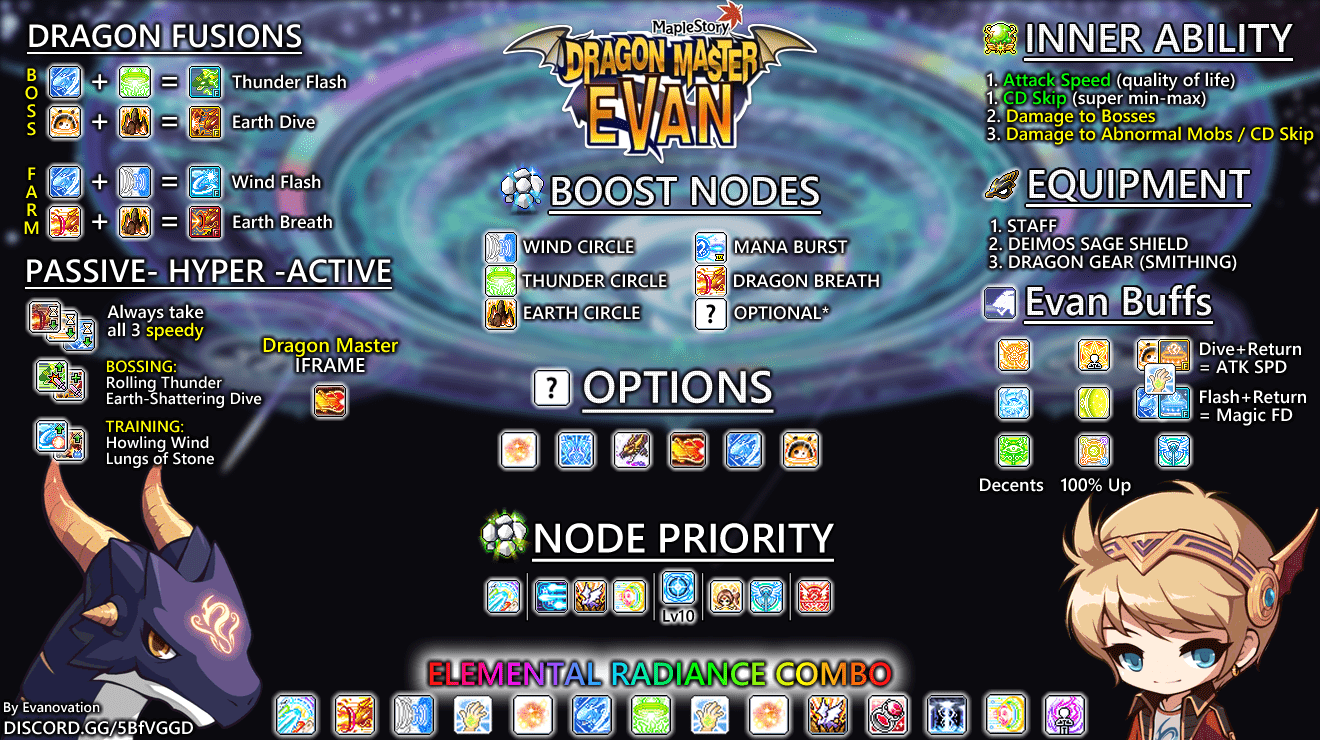 DRAGON FUSIONS
BOSS
+ = Thunder Flash
+ = Earth Dive
FARM
+ = Wind Flash
+ = Earth Breath
PASSIVE- HYPER -ACTIVE
Always take
all 3 speedy
BOSSING:
Rolling Thunder
Earth-Shattering Dive
TRAINING:
Howling Wind
Lungs of Stone
Dragon Master
IFRAME
MapleStory
DRAGON MASTER
EVAN
BOOST NODES
WIND CIRCLE
MANA BURST
THUNDER CIRCLE
DRAGON BREATH
EARTH CIRCLE
? OPTIONAL*
? OPTIONS
NODE PRIORITY
Lv10
INNER ABILITY
1. Attack Speed (quality of life)
1. CD Skip (super min-max)
2. Damage to Bosses
3. Damage to Abnormal Mobs / CD Skip
EQUIPMENT
1. STAFF
2. DEIMOS SAGE SHIELD
3. DRAGON GEAR (SMITHING)
Evan Buffs
Dive+Return
= ATK SPD
Flash+Return
= Magic FD
Decents
100% Up
ELEMENTAL RADIANCE COMBO
By Evanovation
DISCORD.GG/5BfVGGD